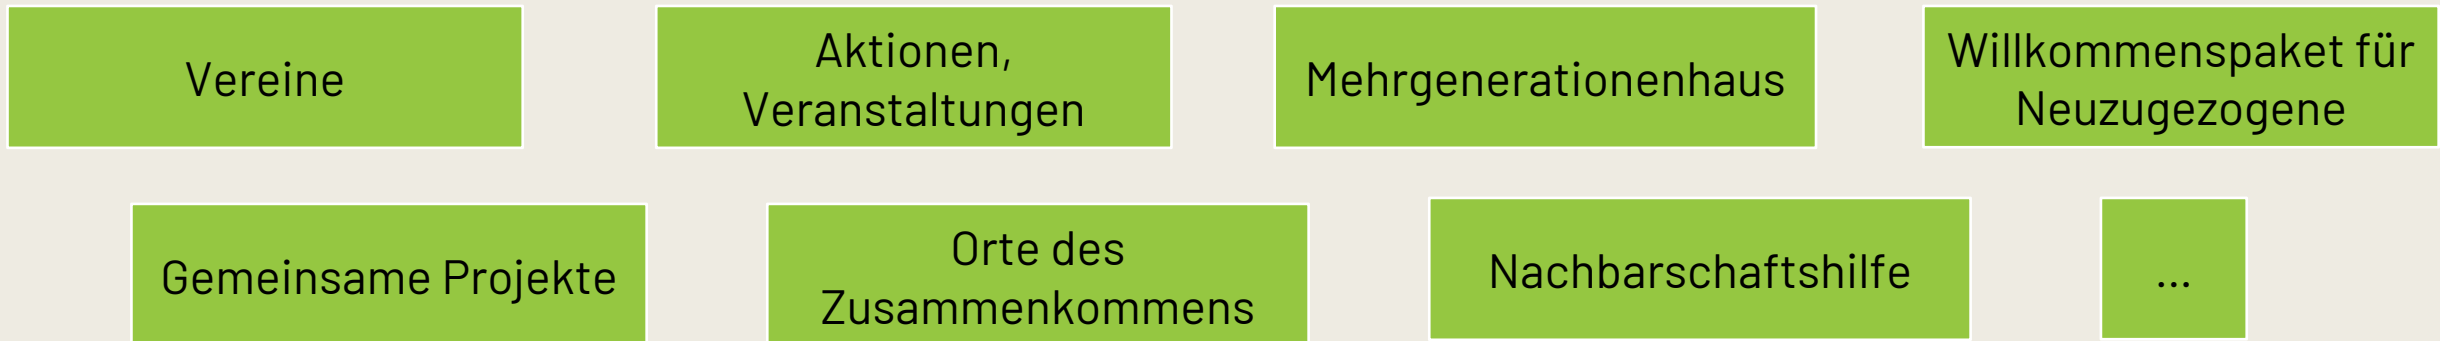 Vereine
Aktionen,
Veranstaltungen
Mehrgenerationenhaus
Willkommenspaket für
Neuzugezogene
Gemeinsame Projekte
Orte des
Zusammenkommens
Nachbarschaftshilfe
...